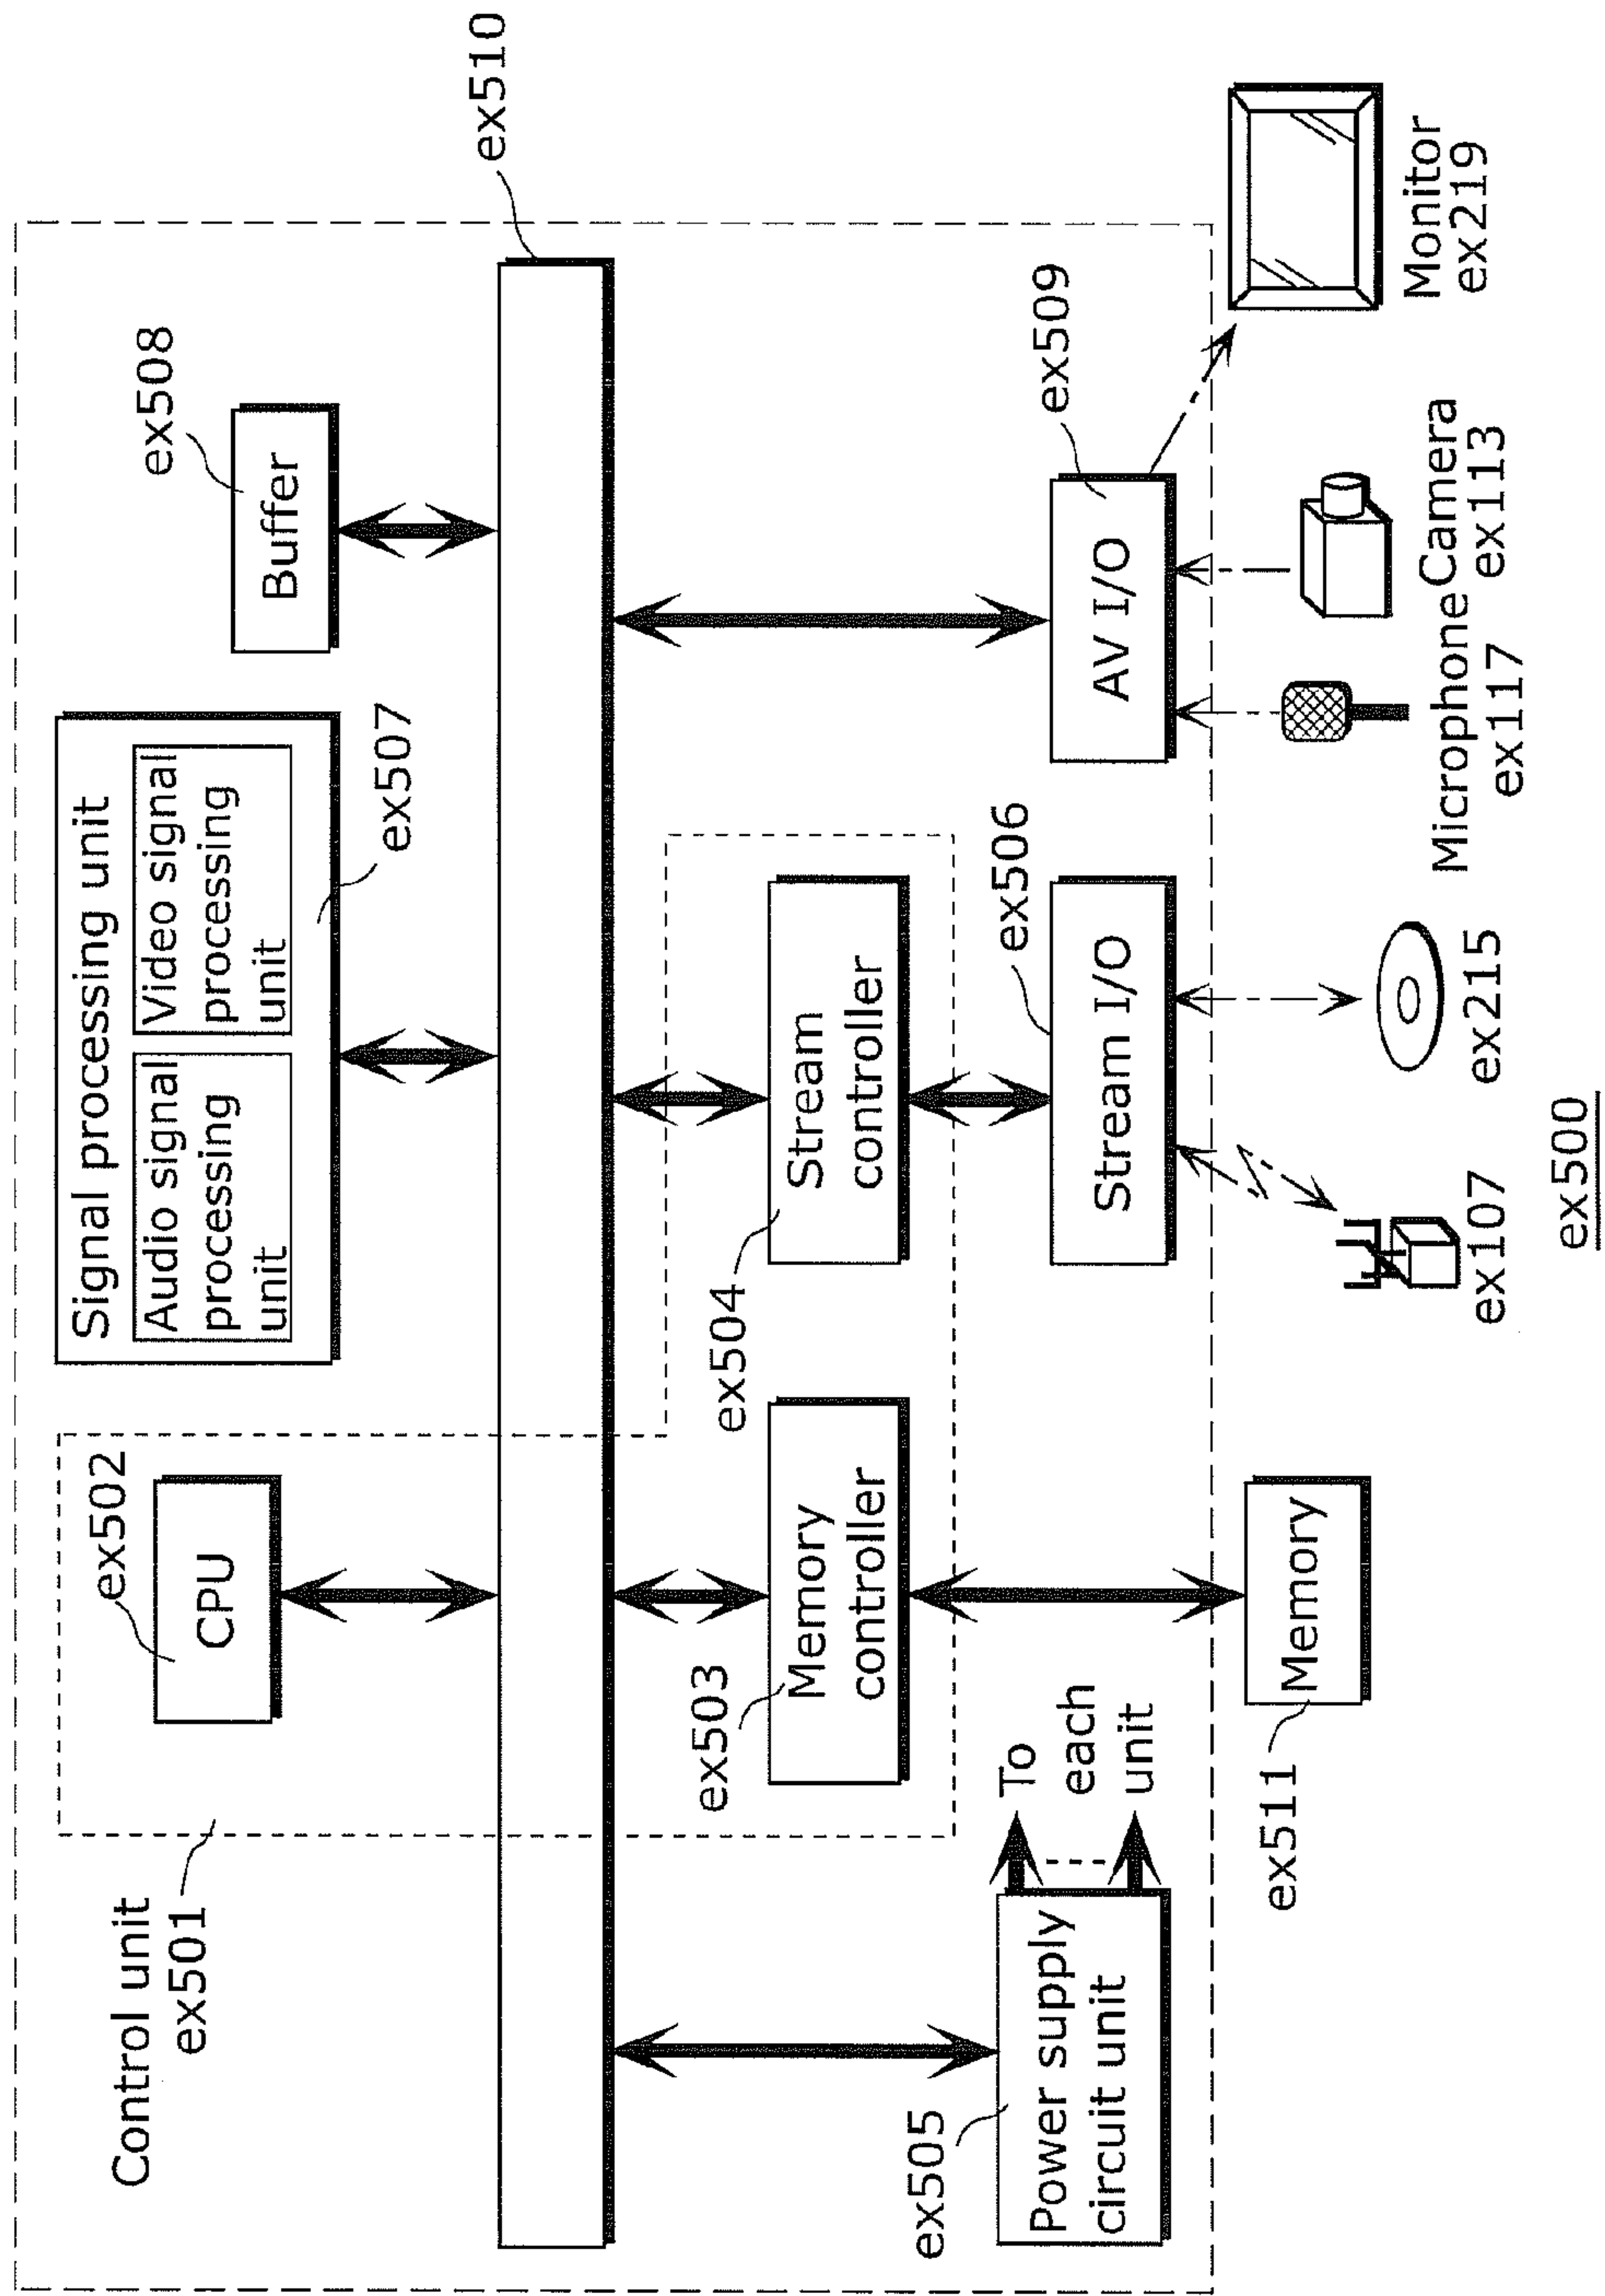 Control unit
ex501
ex502
CPU
Signal processing unit
Audio signal
processing
unit
Video signal
processing
unit
ex507
ex508
Buffer
ex510
ex503
Memory
controller
ex504
Stream
controller
ex505
Power supply
circuit unit
To
each
unit
ex506
Stream I/O
ex509
AV I/O
ex511
Memory
ex107
ex215
Microphone
ex117
Camera
ex113
Monitor
ex219
ex500